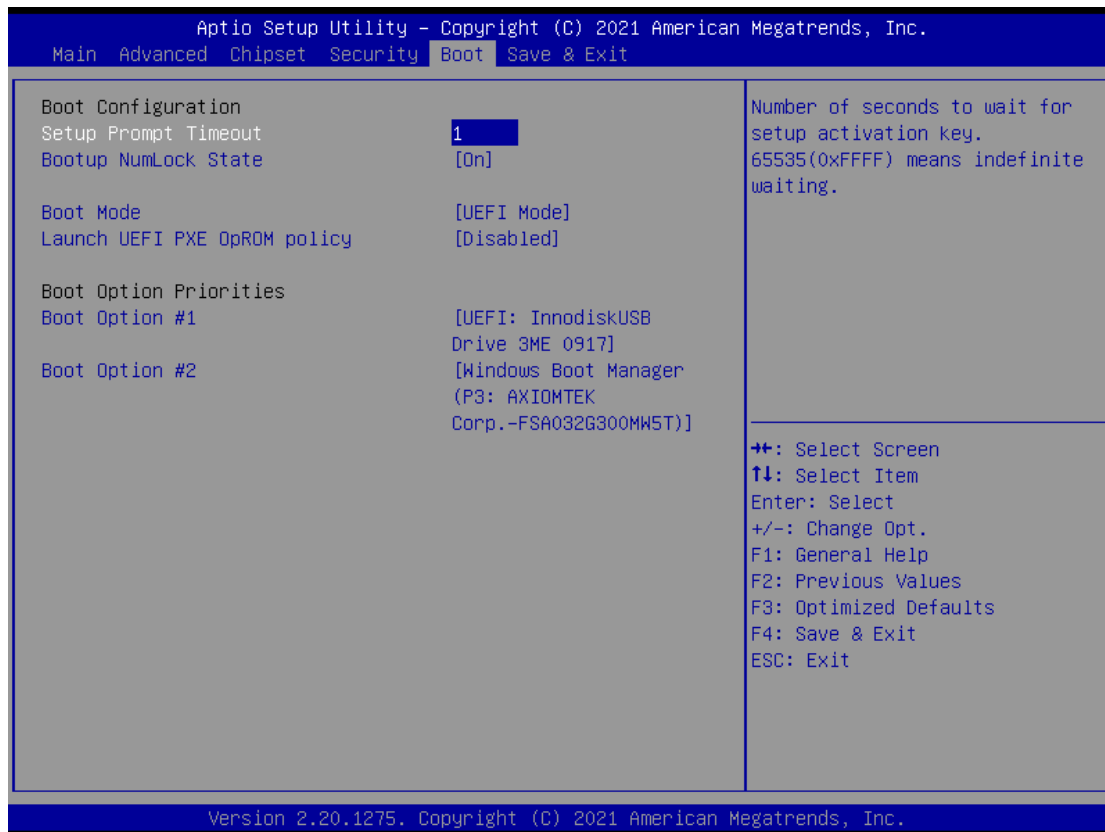 Aptio Setup Utility – Copyright (C) 2021 American Megatrends, Inc.
Main Advanced Chipset Security Boot Save & Exit
Boot Configuration
Setup Prompt Timeout 1
Bootup NumLock State [On]
Boot Mode [UEFI Mode]
Launch UEFI PXE OpROM policy [Disabled]
Boot Option Priorities
Boot Option #1 [UEFI: InnodiskUSB
Drive 3ME 0917]
Boot Option #2 [Windows Boot Manager
(P3: AXIOMTEK
Corp.-FSA032G300MW5T)]
Number of seconds to wait for
setup activation key.
65535(0xFFFF) means indefinite
waiting.
→←: Select Screen
↑↓: Select Item
Enter: Select
+/-: Change Opt.
F1: General Help
F2: Previous Values
F3: Optimized Defaults
F4: Save & Exit
ESC: Exit
Version 2.20.1275. Copyright (C) 2021 American Megatrends, Inc.